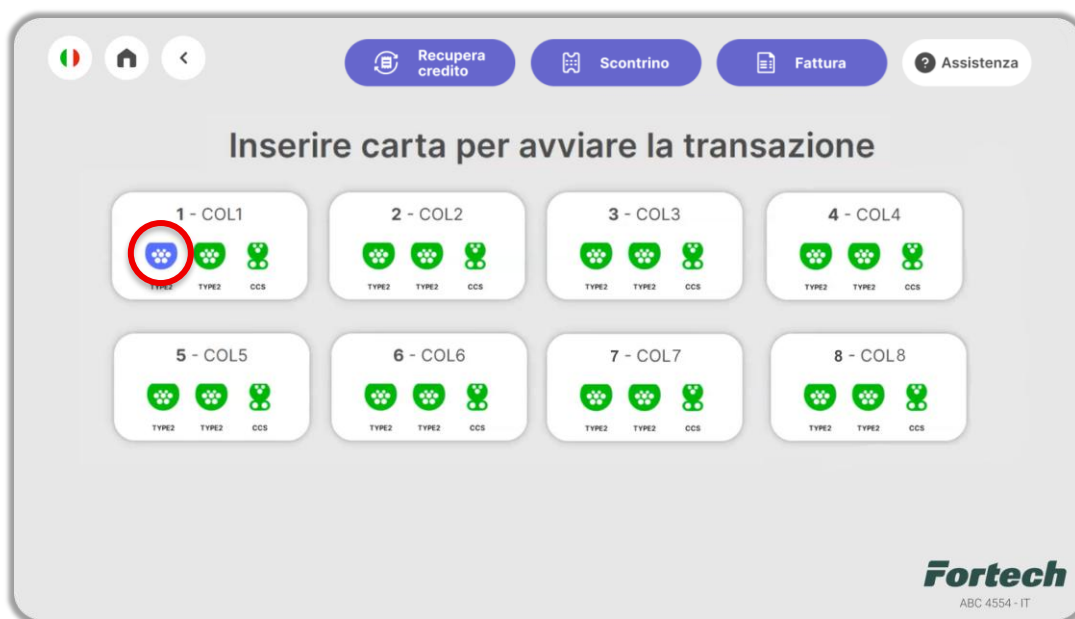 Recupera
credito
Scontrino
Fattura
? Assistenza
Inserire carta per avviare la transazione
1 - COL1
2 - COL2
3 - COL3
4 - COL4
TYPE2 TYPE2 CCS
TYPE2 TYPE2 CCS
TYPE2 TYPE2 CCS
TYPE2 TYPE2 CCS
5 - COL5
6 - COL6
7 - COL7
8 - COL8
TYPE2 TYPE2 CCS
TYPE2 TYPE2 CCS
TYPE2 TYPE2 CCS
TYPE2 TYPE2 CCS
Fortech
ABC 4554 - IT